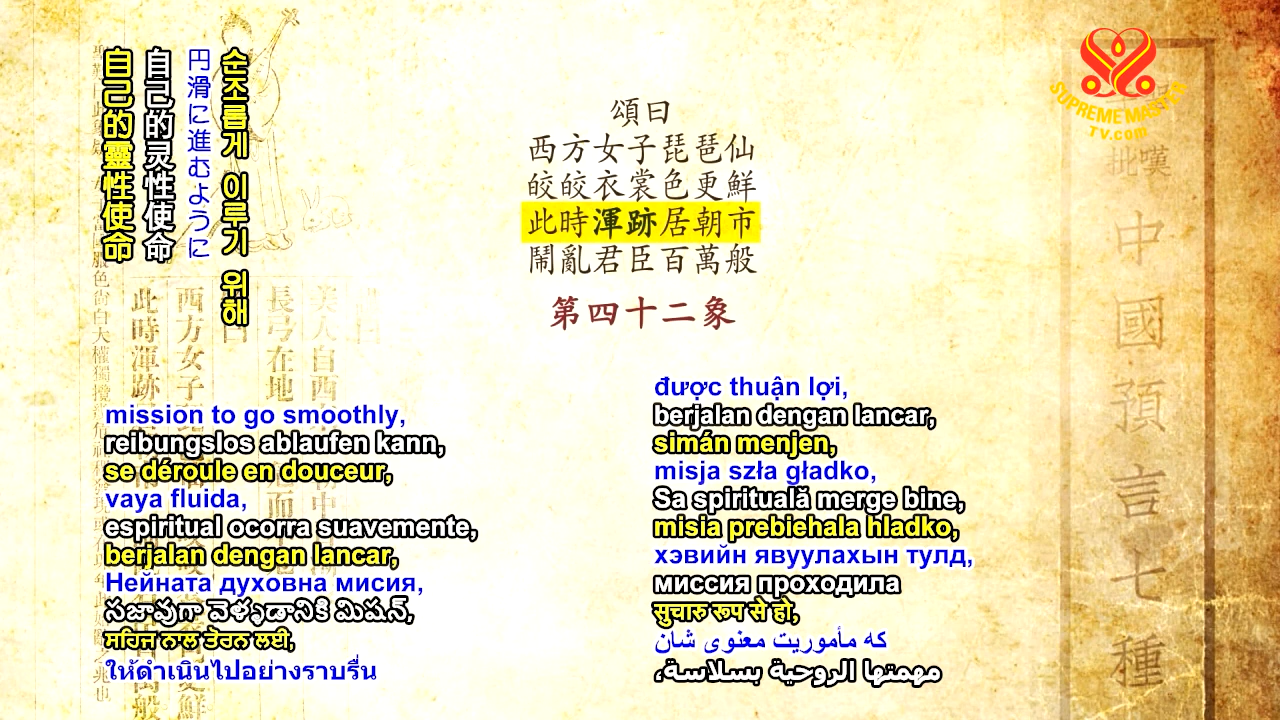 自己的靈性使命
自己的灵性使命
円滑に進むように
순조롭게 이루기 위해
頌曰
西方女子琵琶仙
皎皎衣裳色更鮮
此時渾跡居朝市
鬧亂君臣百萬般
第四十二象
SUPREME MASTER
TV.com
mission to go smoothly,
reibungslos ablaufen kann,
se déroule en douceur,
vaya fluida,
espiritual ocorra suavemente,
berjalan dengan lancar,
Нейната духовна мисия,
సజావుగా వెళ్ళడానికి మిషన్,
ਸਹਿਜ ਨਾਲ ਤੋਰਨ ਲਈ,
ให้ดำเนินไปอย่างราบรื่น
được thuận lợi,
berjalan dengan lancar,
simán menjen,
misja szła gładko,
Sa spirituală merge bine,
misia prebiehala hladko,
хэвийн явуулахын тулд,
миссия проходила
सुचारु रूप से हो,
که مأموریت معنوی شان
مهمتها الروحية بسلاسة،
中國預言七種